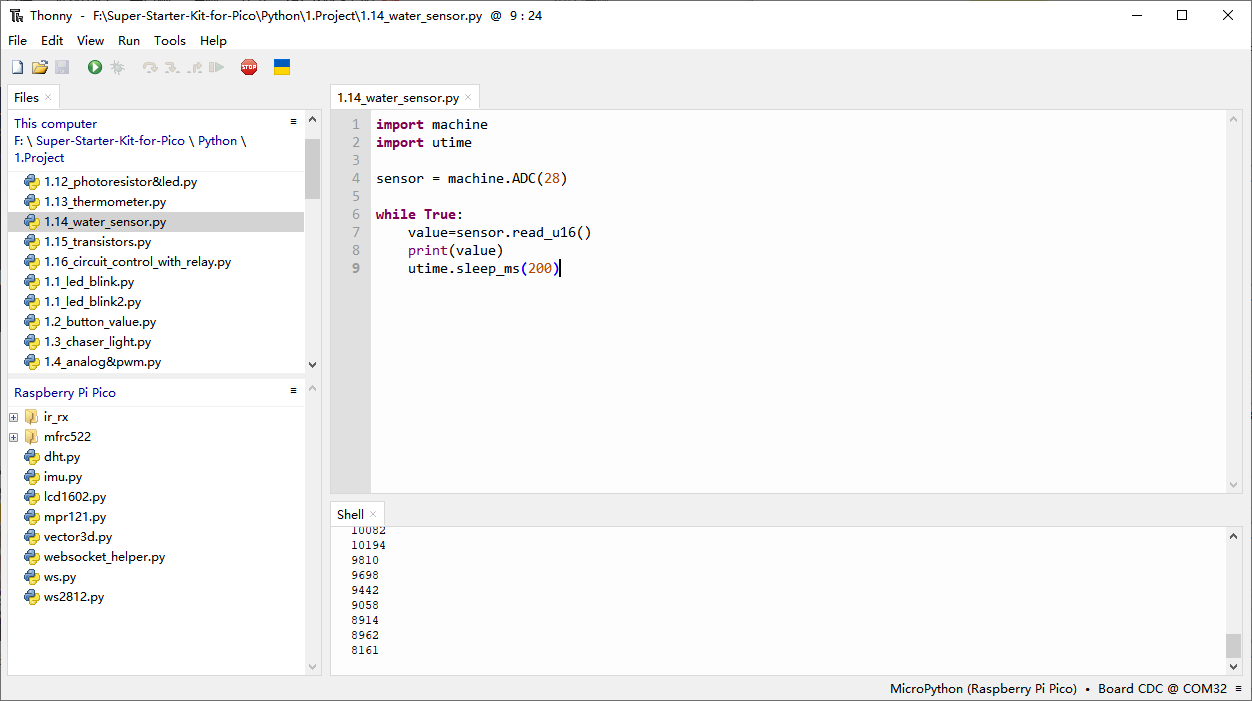 Thonny - F:\Super-Starter-Kit-for-Pico\Python\1.Project\1.14_water_sensor.py @ 9 : 24
File Edit View Run Tools Help
STOP
Files
This computer
F: \ Super-Starter-Kit-for-Pico \ Python \
1.Project
1.12_photoresistor&led.py
1.13_thermometer.py
1.14_water_sensor.py
1.15_transistors.py
1.16_circuit_control_with_relay.py
1.1_led_blink.py
1.1_led_blink2.py
1.2_button_value.py
1.3_chaser_light.py
1.4_analog&pwm.py
Raspberry Pi Pico
ir_rx
mfrc522
dht.py
imu.py
lcd1602.py
mpr121.py
vector3d.py
websocket_helper.py
ws.py
ws2812.py
1.14_water_sensor.py
1 import machine
2 import utime
3
4 sensor = machine.ADC(28)
5
6 while True:
7     value=sensor.read_u16()
8     print(value)
9     utime.sleep_ms(200)
Shell
10082
10194
9810
9698
9442
9058
8914
8962
8161
MicroPython (Raspberry Pi Pico) • Board CDC @ COM32